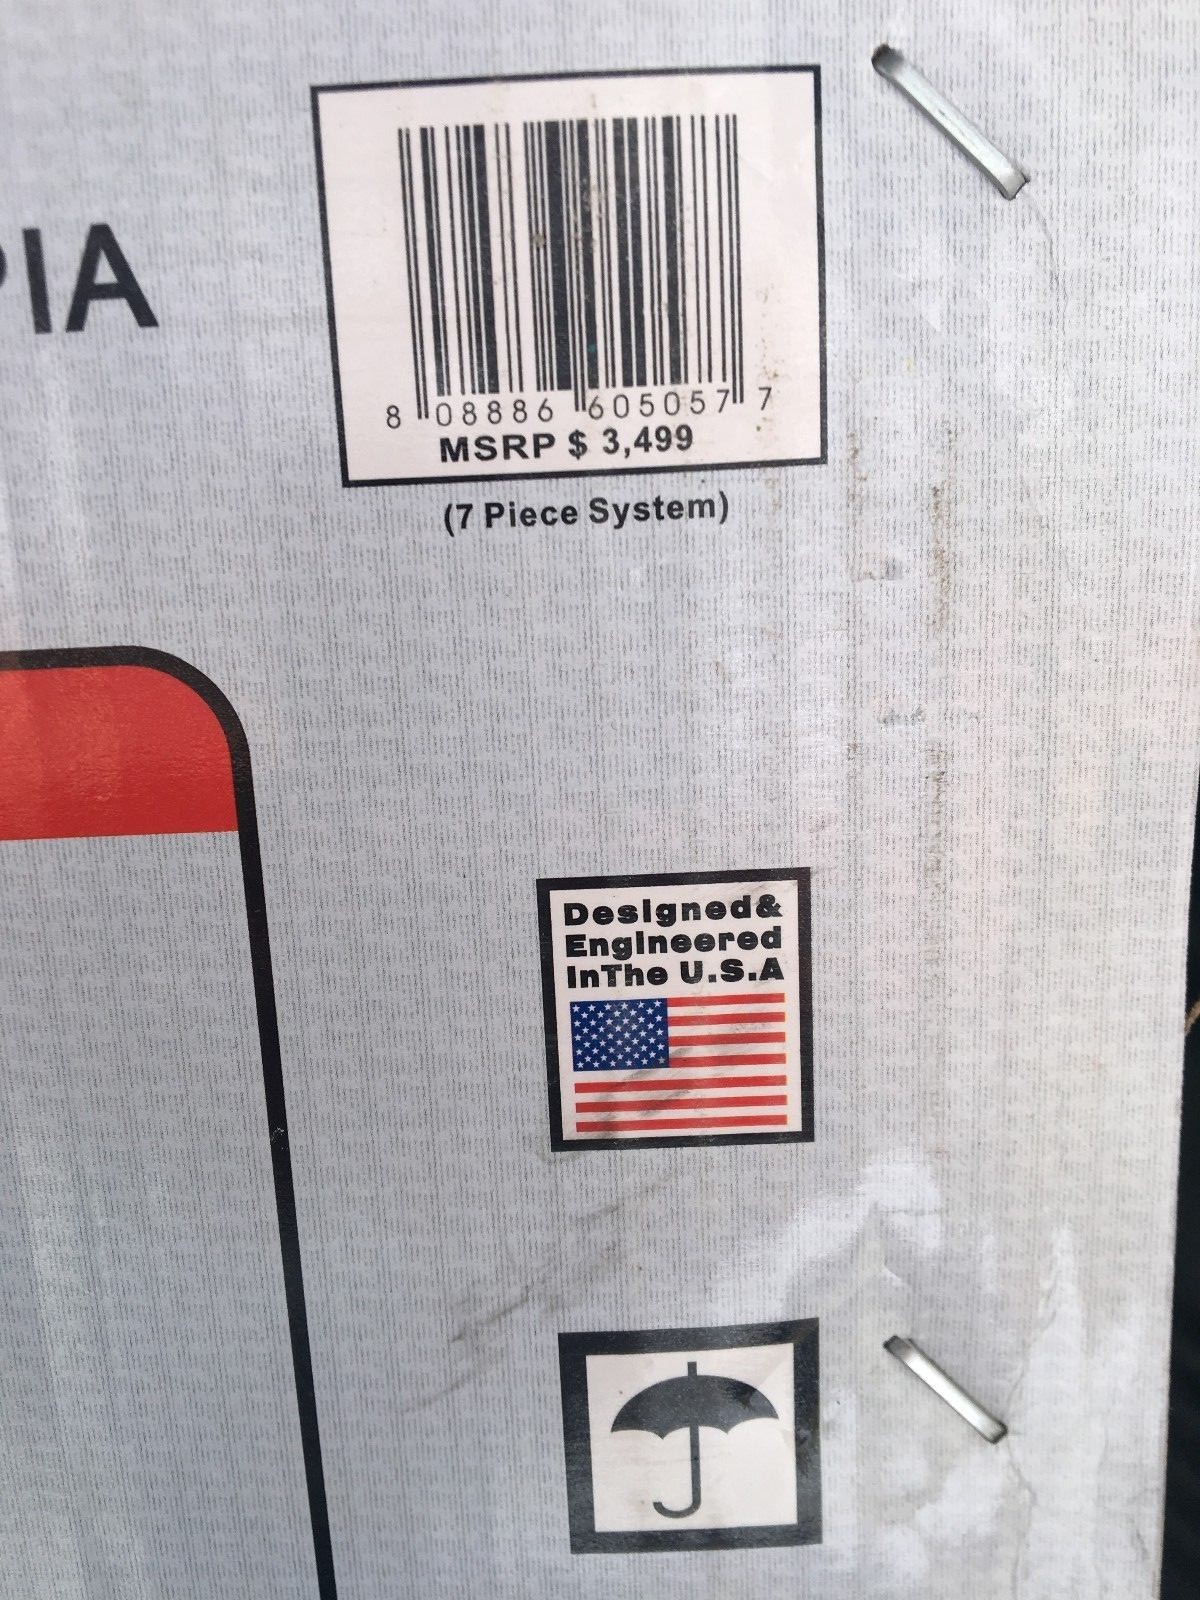 PIA
8 08886 605057 7
MSRP $ 3,499
(7 Piece System)
Designed&
Engineered
InThe U.S.A